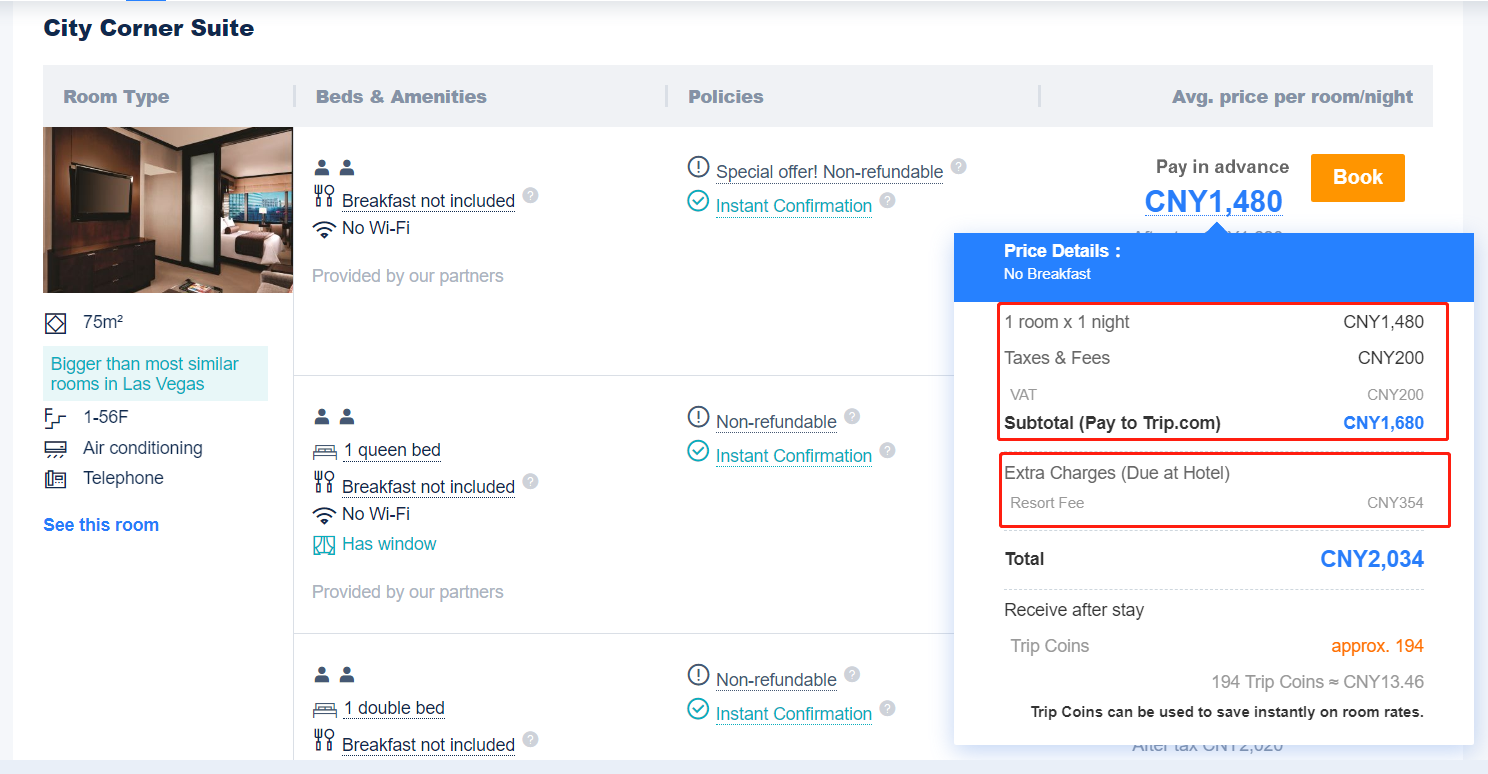 City Corner Suite
Room Type
Beds & Amenities
Policies
Avg. price per room/night
75m²
Bigger than most similar
rooms in Las Vegas
1-56F
Air conditioning
Telephone
See this room
Breakfast not included
No Wi-Fi
Provided by our partners
Special offer! Non-refundable
Instant Confirmation
Pay in advance
CNY1,480
Book
1 queen bed
Breakfast not included
No Wi-Fi
Has window
Provided by our partners
Non-refundable
Instant Confirmation
1 double bed
Breakfast not included
Non-refundable
Instant Confirmation
Price Details :
No Breakfast
1 room x 1 night CNY1,480
Taxes & Fees CNY200
VAT CNY200
Subtotal (Pay to Trip.com) CNY1,680
Extra Charges (Due at Hotel)
Resort Fee CNY354
Total CNY2,034
Receive after stay
Trip Coins approx. 194
194 Trip Coins ≈ CNY13.46
Trip Coins can be used to save instantly on room rates.
After tax CNY2,020